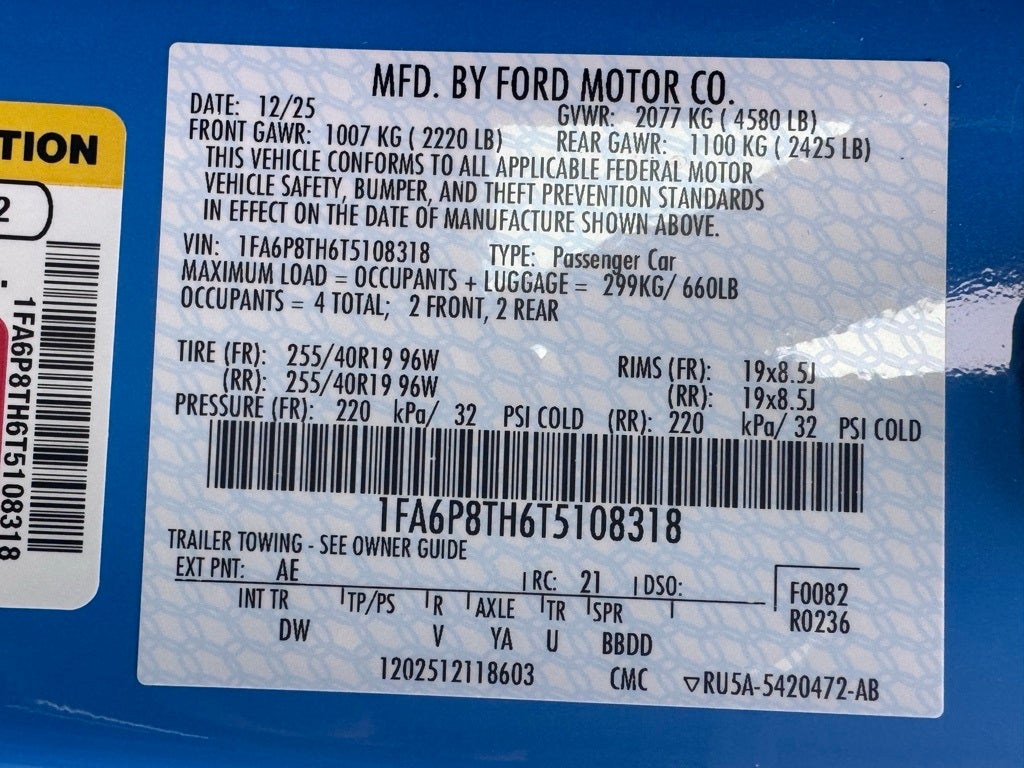 MFD. BY FORD MOTOR CO.
DATE: 12/25 GVWR: 2077 KG ( 4580 LB)
FRONT GAWR: 1007 KG ( 2220 LB) REAR GAWR: 1100 KG ( 2425 LB)
THIS VEHICLE CONFORMS TO ALL APPLICABLE FEDERAL MOTOR
VEHICLE SAFETY, BUMPER, AND THEFT PREVENTION STANDARDS
IN EFFECT ON THE DATE OF MANUFACTURE SHOWN ABOVE.
VIN: 1FA6P8TH6T5108318 TYPE: Passenger Car
MAXIMUM LOAD = OCCUPANTS + LUGGAGE = 299KG/ 660LB
OCCUPANTS = 4 TOTAL; 2 FRONT, 2 REAR
TIRE (FR): 255/40R19 96W RIMS (FR): 19x8.5J
(RR): 255/40R19 96W (RR): 19x8.5J
PRESSURE (FR): 220 kPa/ 32 PSI COLD (RR): 220 kPa/ 32 PSI COLD
1FA6P8TH6T5108318
TRAILER TOWING - SEE OWNER GUIDE
EXT PNT: AE RC: 21 DSO: F0082
INT TR TP/PS R AXLE TR SPR R0236
DW V YA U BBDD
1202512118603 CMC ▽RU5A-5420472-AB
TION
2
1FA6P8TH6T5108318